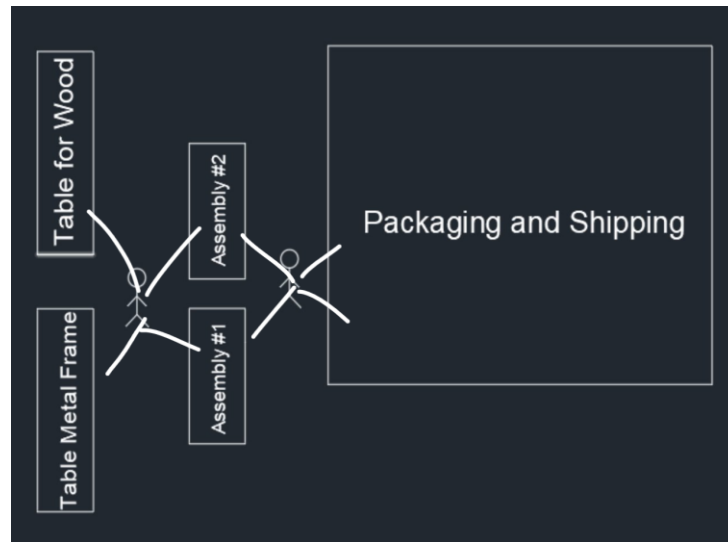 Table for Wood
Table Metal Frame
Assembly #2
Assembly #1
Packaging and Shipping